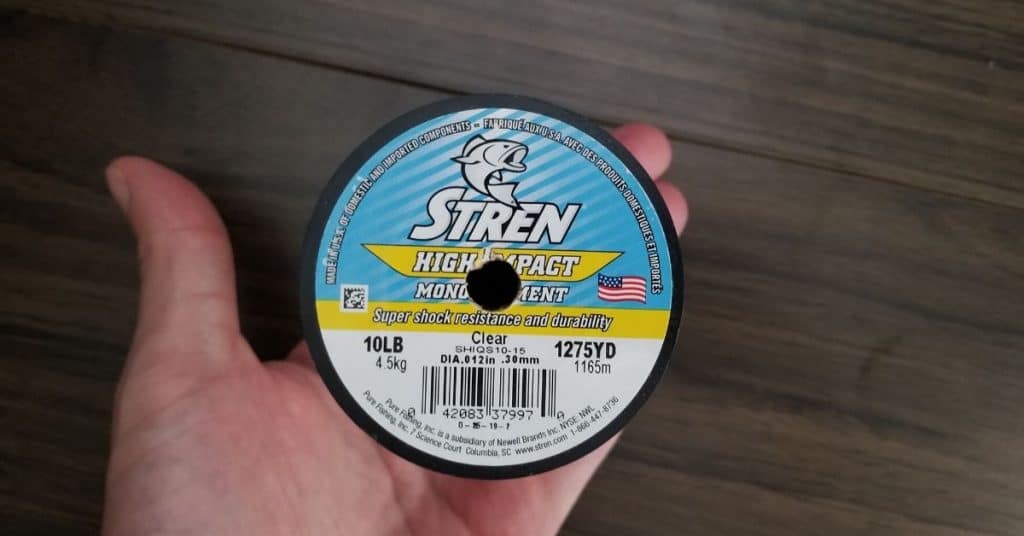 MADE IN U.S.A. OF DOMESTIC AND IMPORTED COMPONENTS – FABRIQUÉ AUX U.S.A. AVEC DES PRODUITS DOMESTIQUES ET IMPORTÉS
STREN
HIGH IMPACT
Super shock resistance and durability
10LB
4.5kg
Clear
SHIQS10-15
DIA.012in .30mm
1275YD
1165m
0 42083 37997 0
Pure Fishing, Inc. is a subsidiary of Newell Brands Inc. NYSE: NWL
Pure Fishing, Inc. 7 Science Court Columbia, SC www.stren.com 1-866-447-8736